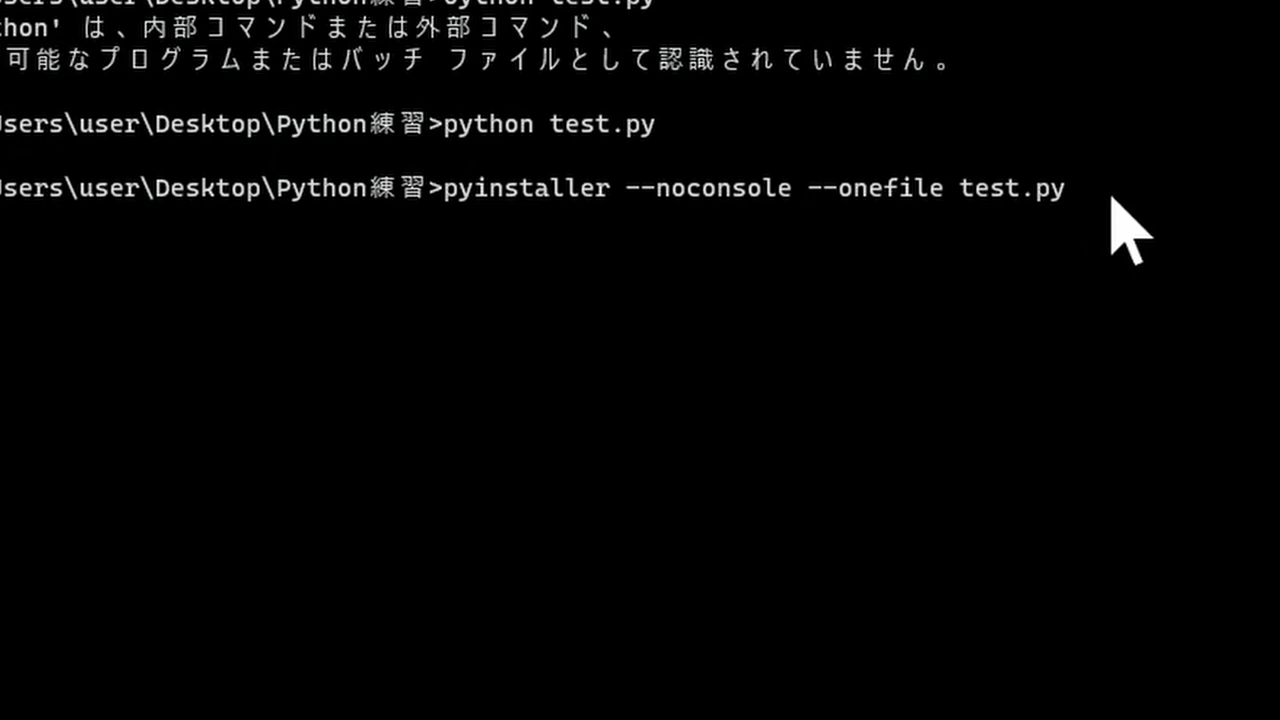 sers\user\Desktop\Python練習>python test.py
thon' は、内部コマンドまたは外部コマンド、
可能なプログラムまたはバッチ ファイルとして認識されていません。
Users\user\Desktop\Python練習>python test.py
Users\user\Desktop\Python練習>pyinstaller --noconsole --onefile test.py